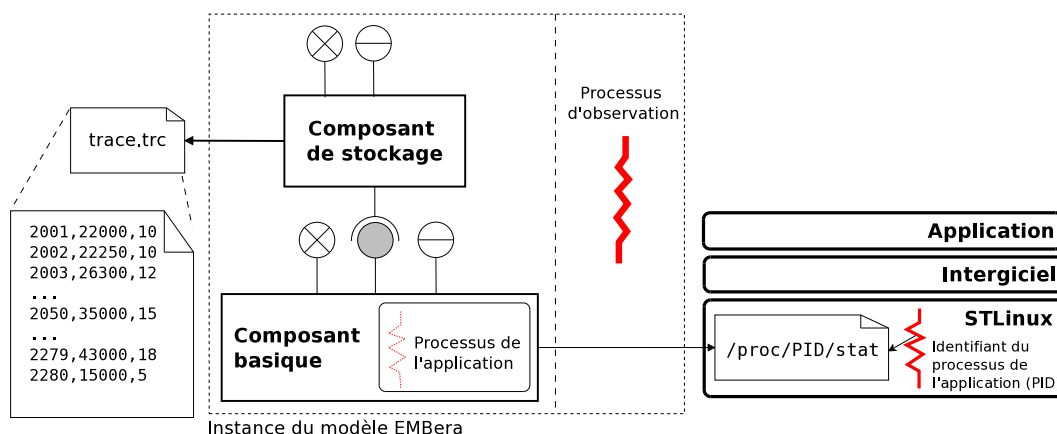 Processus
d'observation
Composant
de stockage
trace.trc
2001,22000,10
2002,22250,10
2003,26300,12
...
2050,35000,15
...
2279,43000,18
2280,15000,5
Composant
basique
Processus de
l'application
Application
Intergiciel
STLinux
/proc/PID/stat
Identifiant du
processus de
l'application (PID
Instance du modèle EMBera